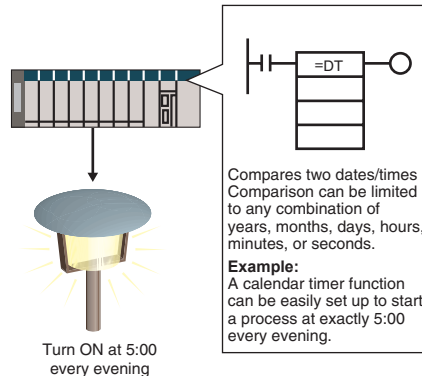 =DT
Compares two dates/times
Comparison can be limited
to any combination of
years, months, days, hours,
minutes, or seconds.
Example:
A calendar timer function
can be easily set up to start
a process at exactly 5:00
every evening.
Turn ON at 5:00
every evening